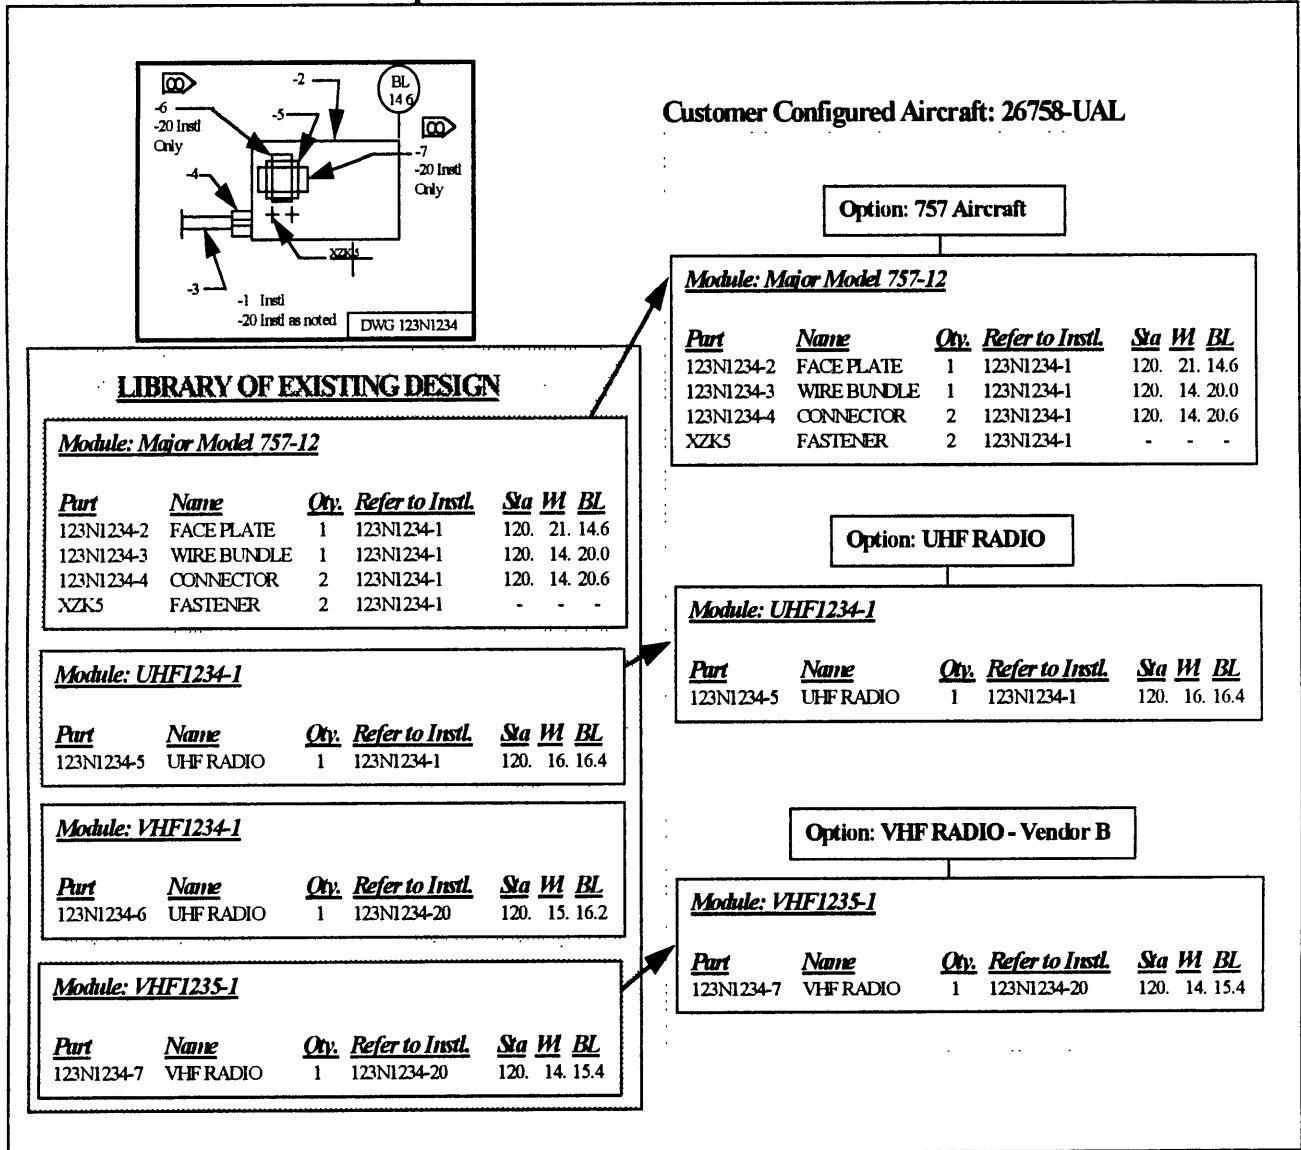 -2
BL
14 6
-6
-20 Instl
Only
-5
-7
-20 Instl
Only
-4
XZK5
-3
-1 Instl
-20 Instl as noted
DWG 123N1234
LIBRARY OF EXISTING DESIGN
Module: Major Model 757-12
Part Name Qty. Refer to Instl. Sta Wl BL
123N1234-2 FACE PLATE 1 123N1234-1 120. 21. 14.6
123N1234-3 WIRE BUNDLE 1 123N1234-1 120. 14. 20.0
123N1234-4 CONNECTOR 2 123N1234-1 120. 14. 20.6
XZK5 FASTENER 2 123N1234-1 - - -
Module: UHF1234-1
Part Name Qty. Refer to Instl. Sta Wl BL
123N1234-5 UHF RADIO 1 123N1234-1 120. 16. 16.4
Module: VHF1234-1
Part Name Qty. Refer to Instl. Sta Wl BL
123N1234-6 UHF RADIO 1 123N1234-20 120. 15. 16.2
Module: VHF1235-1
Part Name Qty. Refer to Instl. Sta Wl BL
123N1234-7 VHF RADIO 1 123N1234-20 120. 14. 15.4
Customer Configured Aircraft: 26758-UAL
Option: 757 Aircraft
Module: Major Model 757-12
Part Name Qty. Refer to Instl. Sta Wl BL
123N1234-2 FACE PLATE 1 123N1234-1 120. 21. 14.6
123N1234-3 WIRE BUNDLE 1 123N1234-1 120. 14. 20.0
123N1234-4 CONNECTOR 2 123N1234-1 120. 14. 20.6
XZK5 FASTENER 2 123N1234-1 - - -
Option: UHF RADIO
Module: UHF1234-1
Part Name Qty. Refer to Instl. Sta Wl BL
123N1234-5 UHF RADIO 1 123N1234-1 120. 16. 16.4
Option: VHF RADIO - Vendor B
Module: VHF1235-1
Part Name Qty. Refer to Instl. Sta Wl BL
123N1234-7 VHF RADIO 1 123N1234-20 120. 14. 15.4